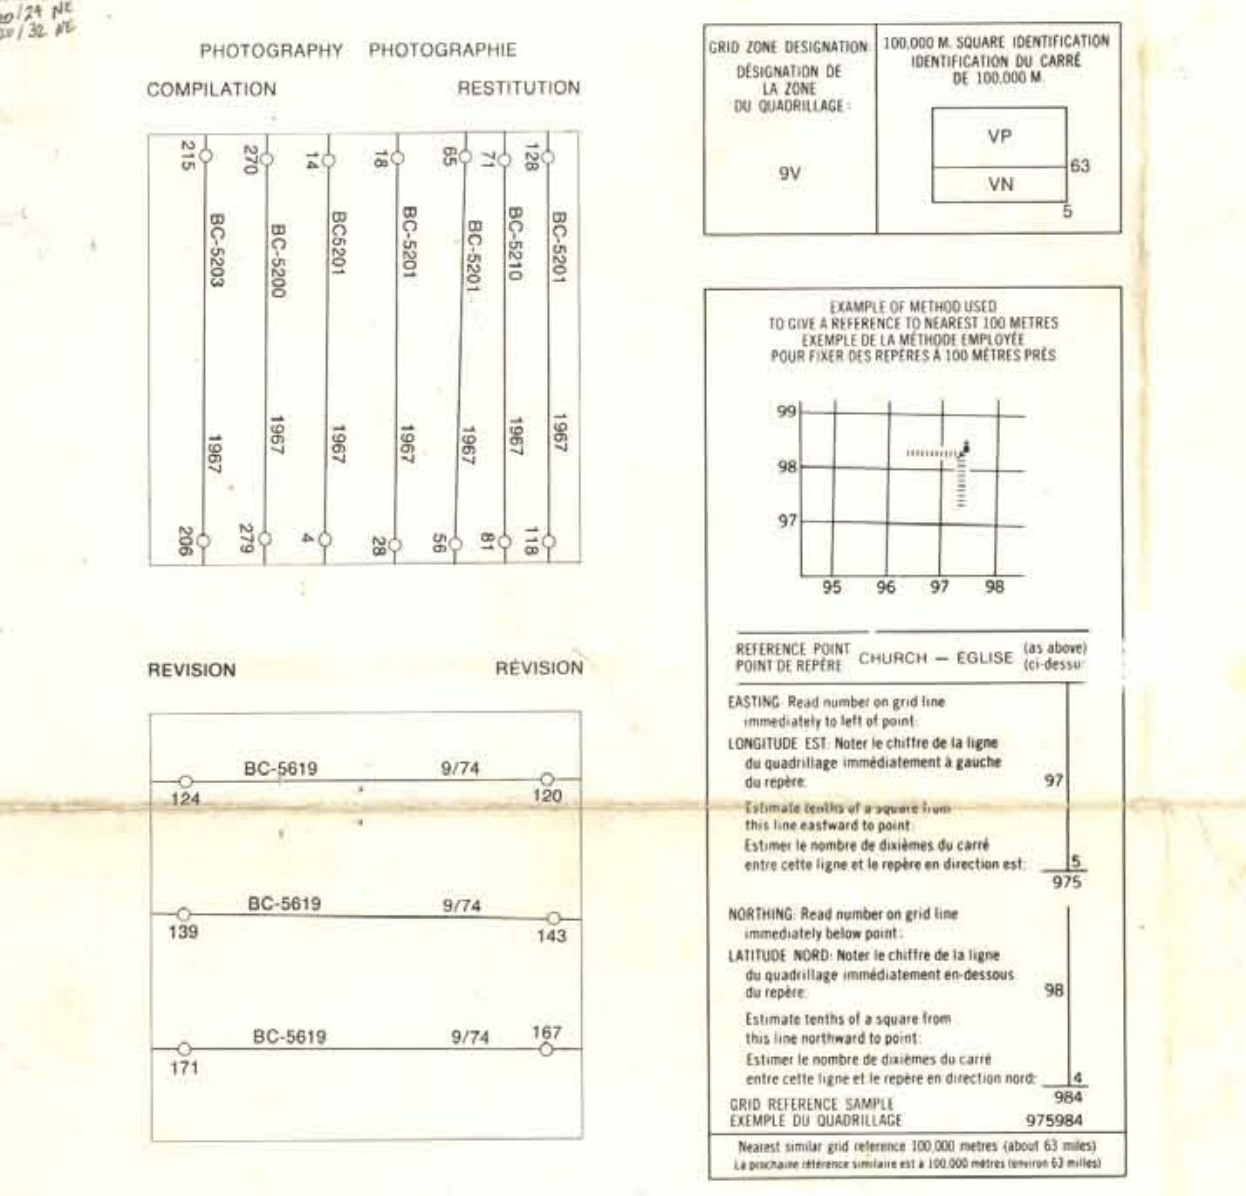 20/32 NE
PHOTOGRAPHY PHOTOGRAPHIE
COMPILATION RESTITUTION
215 270 14 18 65 71 128
BC-5203 BC-5200 BC5201 BC-5201 BC-5201 BC-5210 BC-5201
1967 1967 1967 1967 1967 1967 1967
206 279 4 28 56 81 118
REVISION RÉVISION
BC-5619 9/74
124 120
BC-5619 9/74
139 143
BC-5619 9/74 167
171
GRID ZONE DESIGNATION
DÉSIGNATION DE
LA ZONE
DU QUADRILLAGE :
9V
100,000 M. SQUARE IDENTIFICATION
IDENTIFICATION DU CARRÉ
DE 100,000 M.
VP
63
VN
5
EXAMPLE OF METHOD USED
TO GIVE A REFERENCE TO NEAREST 100 METRES
EXEMPLE DE LA MÉTHODE EMPLOYÉE
POUR FIXER DES REPÈRES À 100 MÈTRES PRÈS
99
98
97
95 96 97 98
REFERENCE POINT CHURCH — ÉGLISE (as above)
POINT DE REPÈRE (ci-dessu
EASTING: Read number on grid line
immediately to left of point:
LONGITUDE EST: Noter le chiffre de la ligne
du quadrillage immédiatement à gauche
du repère: 97
Estimate tenths of a square from
this line eastward to point:
Estimer le nombre de dixièmes du carré
entre cette ligne et le repère en direction est: 5
975
NORTHING: Read number on grid line
immediately below point:
LATITUDE NORD: Noter le chiffre de la ligne
du quadrillage immédiatement en-dessous
du repère: 98
Estimate tenths of a square from
this line northward to point:
Estimer le nombre de dixièmes du carré
entre cette ligne et le repère en direction nord: 4
984
GRID REFERENCE SAMPLE
EXEMPLE DU QUADRILLAGE 975984
Nearest similar grid reference 100,000 metres (about 63 miles)
La prochaine référence similaire est à 100,000 mètres (environ 63 milles)